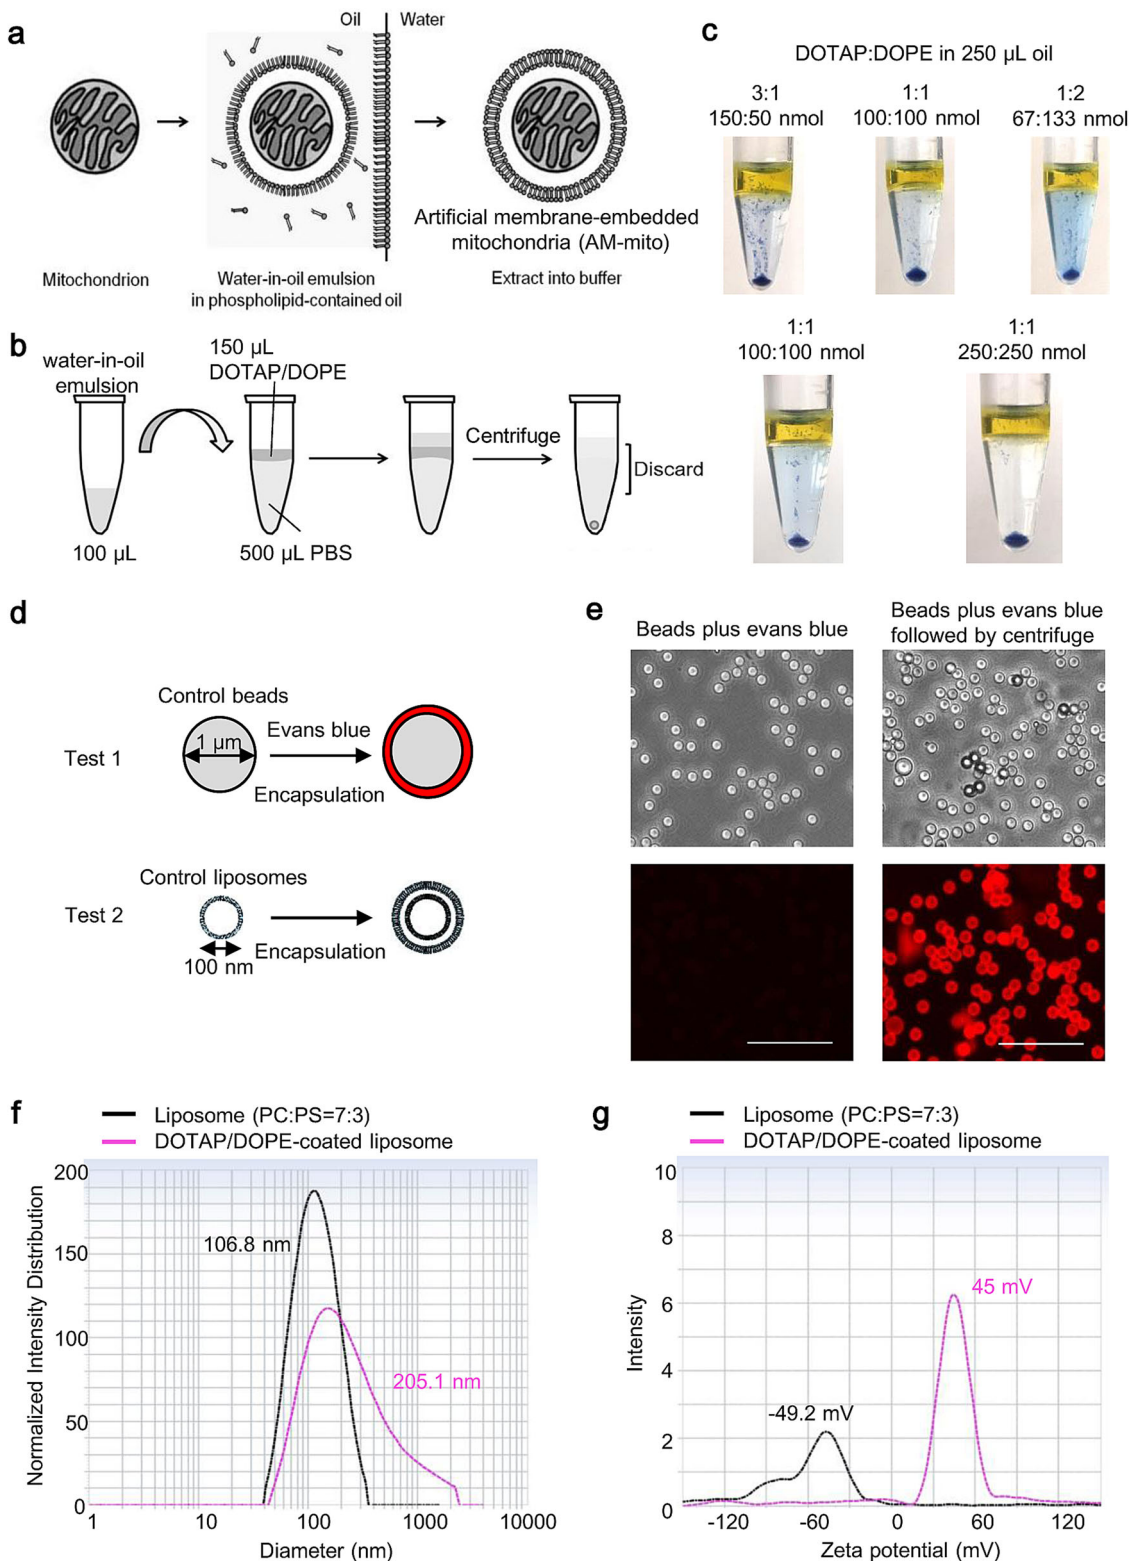 a
Oil
Water
Mitochondrion
Water-in-oil emulsion
in phospholipid-contained oil
Artificial membrane-embedded
mitochondria (AM-mito)
Extract into buffer
b
water-in-oil
emulsion
150 µL
DOTAP/DOPE
Centrifuge
Discard
100 µL
500 µL PBS
c
DOTAP:DOPE in 250 µL oil
3:1
150:50 nmol
1:1
100:100 nmol
1:2
67:133 nmol
1:1
100:100 nmol
1:1
250:250 nmol
d
Control beads
Test 1
1 µm
Evans blue
Encapsulation
Control liposomes
Test 2
Encapsulation
100 nm
e
Beads plus evans blue
Beads plus evans blue
followed by centrifuge
f
Liposome (PC:PS=7:3)
DOTAP/DOPE-coated liposome
Normalized Intensity Distribution
200
150
100
50
0
106.8 nm
205.1 nm
1
10
100
1000
10000
Diameter (nm)
g
Liposome (PC:PS=7:3)
DOTAP/DOPE-coated liposome
Intensity
10
8
6
4
2
0
45 mV
-49.2 mV
-120
-60
0
60
120
Zeta potential (mV)